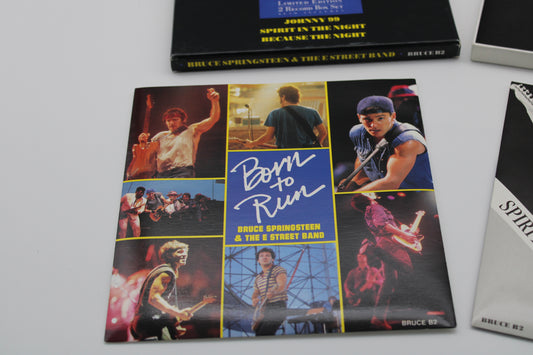 LIMITED EDITION
2 RECORD BOX SET
JOHNNY 99
SPIRIT IN THE NIGHT
BECAUSE THE NIGHT
BRUCE SPRINGSTEEN & THE E STREET BAND · BRUCE B2
Born
to
Run
BRUCE SPRINGSTEEN
& THE E STREET BAND
BRUCE B2
SPIRIT
BRUCE B2